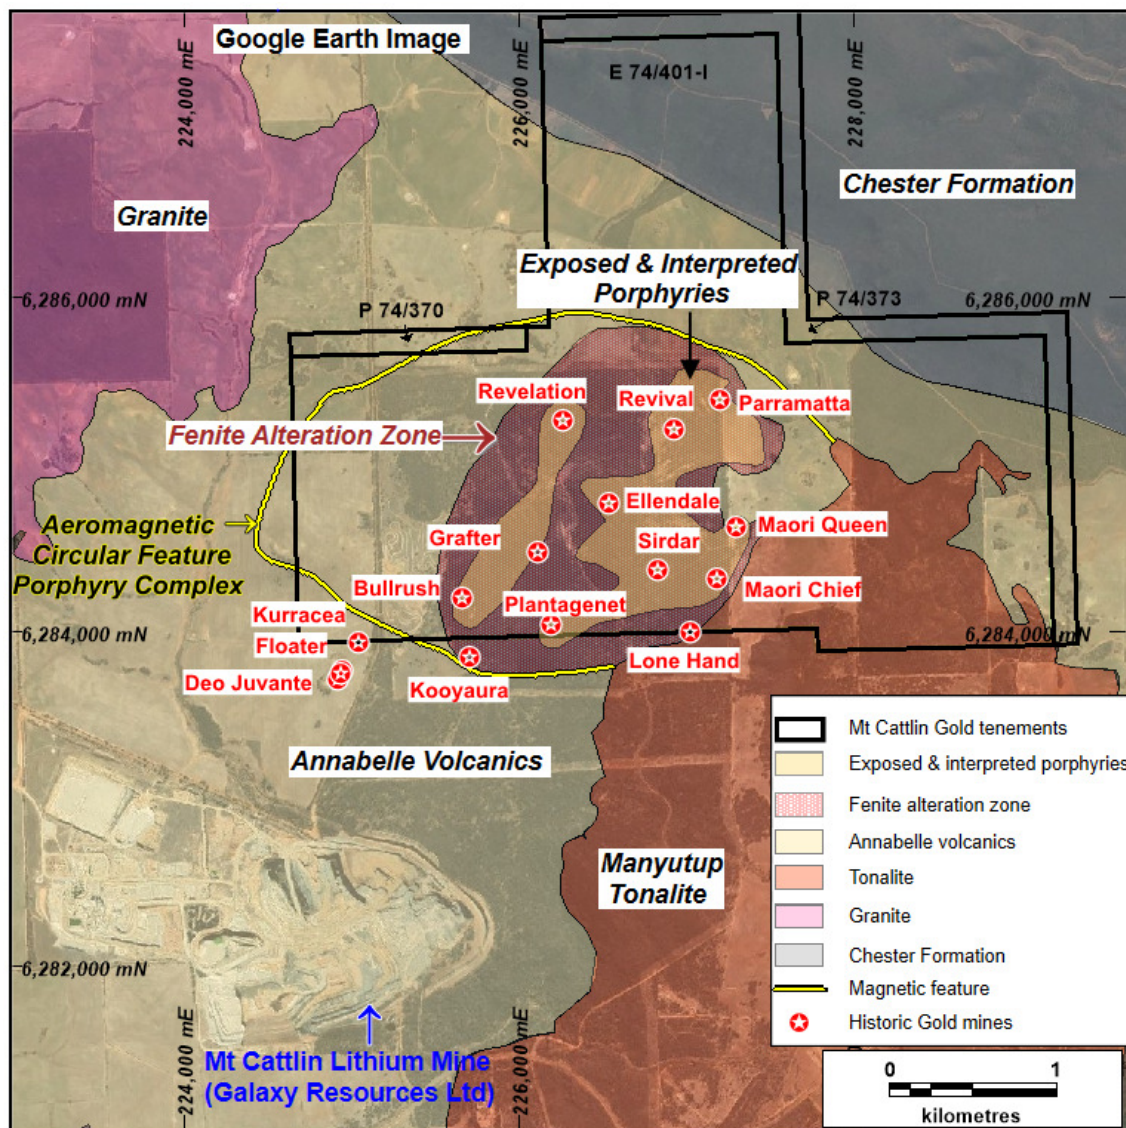 Google Earth Image
224,000 mE
226,000 mE
228,000 mE
E 74/401-I
Chester Formation
Granite
Exposed & Interpreted
Porphyries
6,286,000 mN
P 74/370
P 74/373
6,286,000 mN
Revelation
Revival
Parramatta
Fenite Alteration Zone
Ellendale
Aeromagnetic
Circular Feature
Porphyry Complex
Grafter
Sirdar
Maori Queen
Bullrush
Plantagenet
Maori Chief
Kurracea
Floater
6,284,000 mN
6,284,000 mN
Deo Juvante
Kooyaura
Lone Hand
Annabelle Volcanics
Manyutup
Tonalite
Mt Cattlin Gold tenements
Exposed & interpreted porphyries
Fenite alteration zone
Annabelle volcanics
Tonalite
Granite
Chester Formation
Magnetic feature
Historic Gold mines
6,282,000 mN
Mt Cattlin Lithium Mine
(Galaxy Resources Ltd)
224,000 mE
226,000 mE
0 1
kilometres